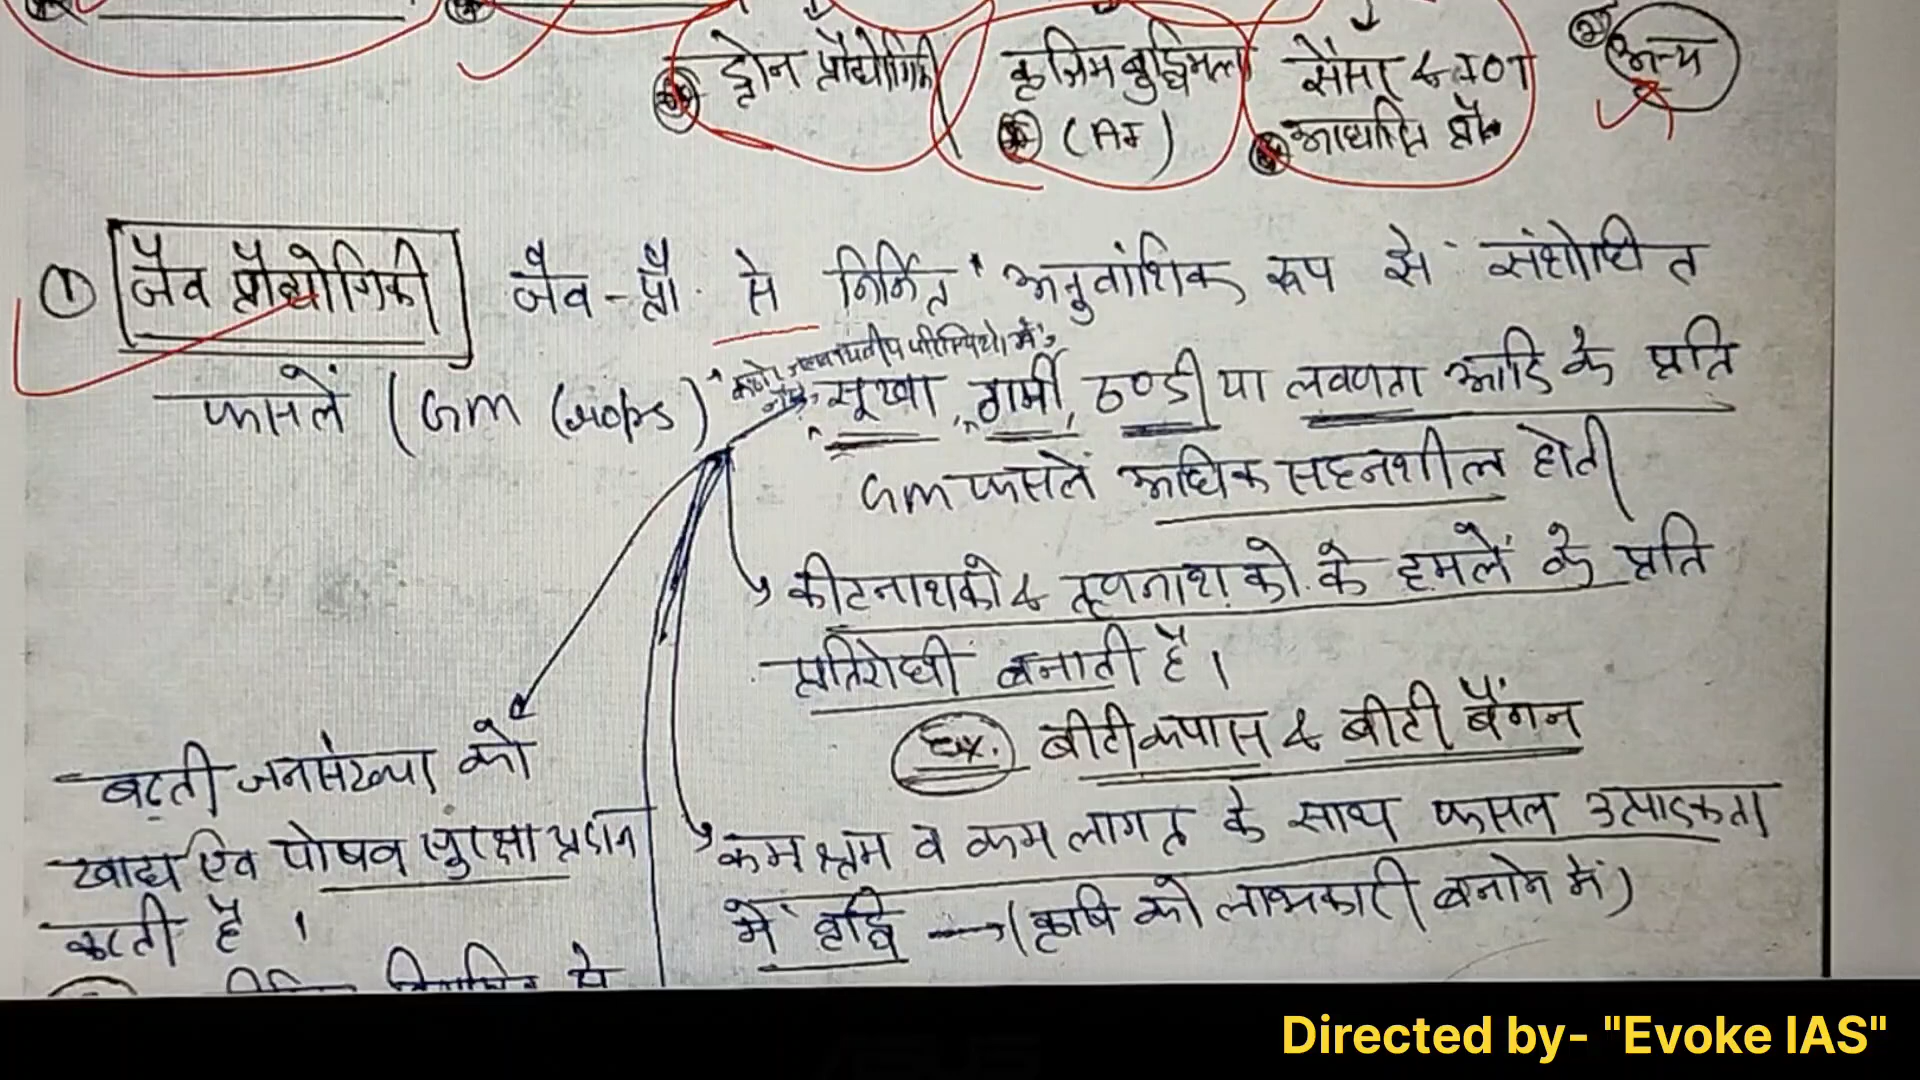 ड्रोन प्रौद्योगिकी
कृत्रिम बुद्धिमत्ता
(AI)
सेंसर & IOT
आधारित प्रौ.
अन्य
① जैव प्रौद्योगिकी जैव-प्रौ. से निर्मित "अनुवांशिक रूप से संशोधित
फसलें (Gm Crops)"
सूखा, गर्मी, ठण्डी या लवणता आदि के प्रति
Gm फसलें अधिक सहनशील होती
कीटनाशको & तृणनाशको के हमलें के प्रति
प्रतिरोधी बनाती है।
Ex. बीटी कपास & बीटी बैंगन
कम श्रम व कम लागत के साथ फसल उत्पादकता
में वृद्धि → (कृषि को लाभकारी बनाने में)
बढ़ती जनसंख्या को
खाद्य एवं पोषण सुरक्षा प्रदान
करती है।
Directed by- "Evoke IAS"